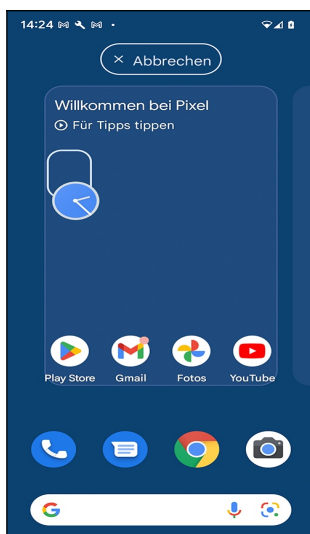 14:24
× Abbrechen
Willkommen bei Pixel
Für Tipps tippen
Play Store Gmail Fotos YouTube